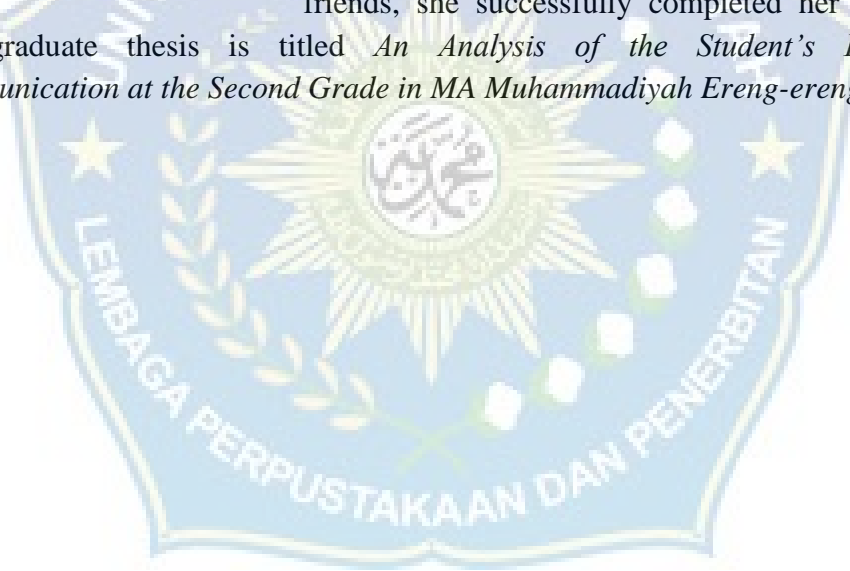 friends, she successfully completed her
graduate thesis is titled An Analysis of the Student's
unication at the Second Grade in MA Muhammadiyah Ereng-ereng
LEMBAGA PERPUSTAKAAN DAN PENERBITAN